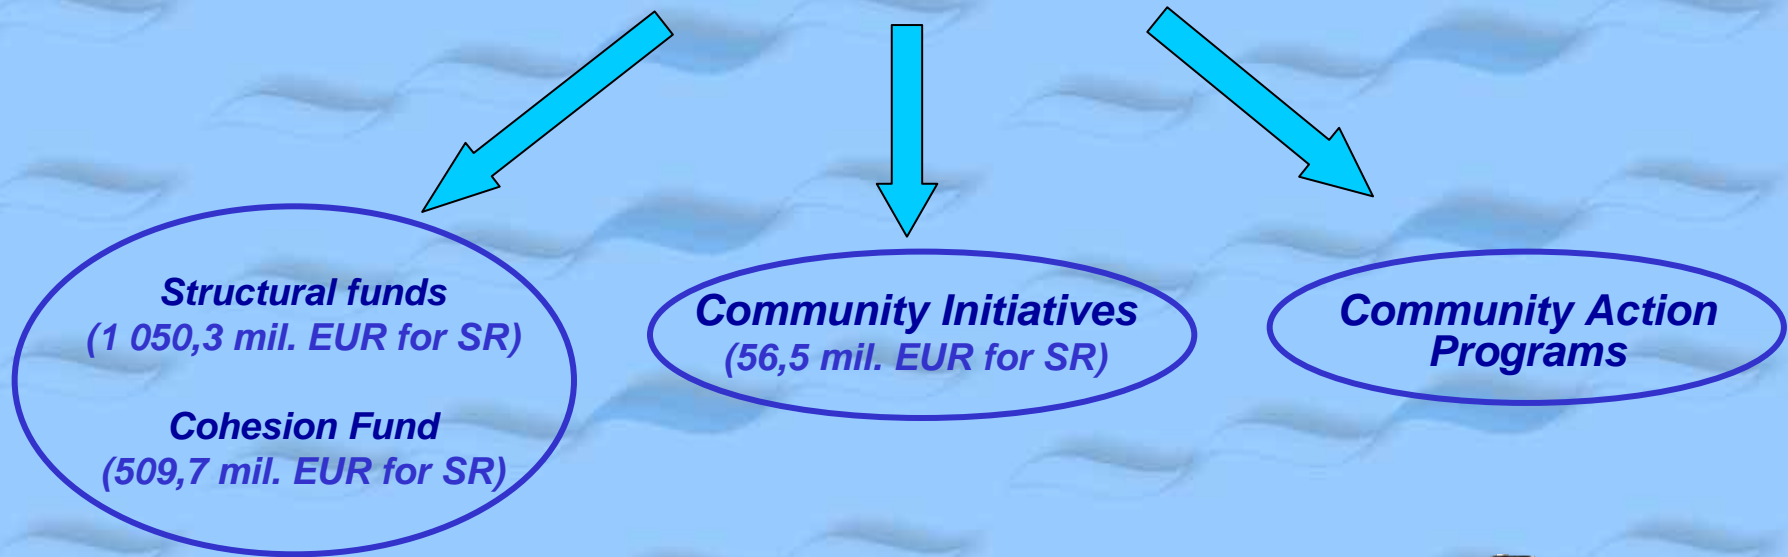 Structural funds
(1 050,3 mil. EUR for SR)
Cohesion Fund
(509,7 mil. EUR for SR)
Community Initiatives
(56,5 mil. EUR for SR)
Community Action
Programs